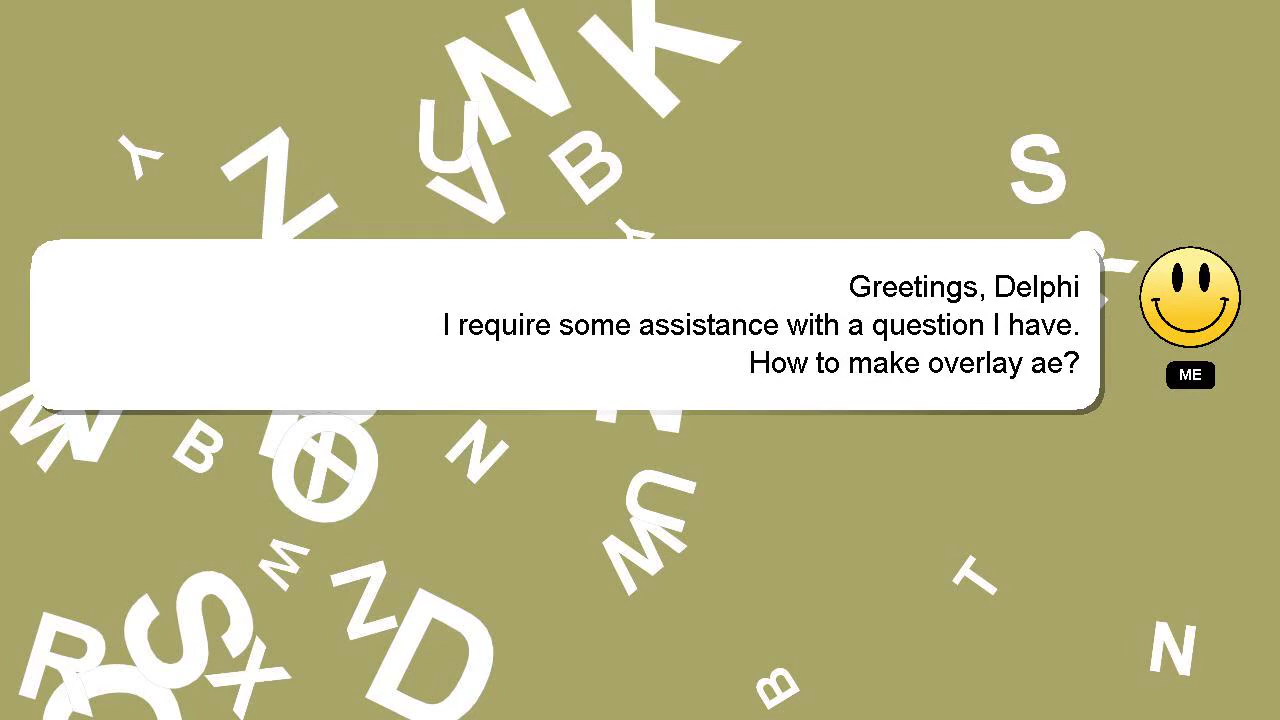 Greetings, Delphi
I require some assistance with a question I have.
How to make overlay ae?
ME
Y
Z
U
N
K
V
B
Y
S
B
N
X
U
W
W
Z
T
S
R
X
D
B
N